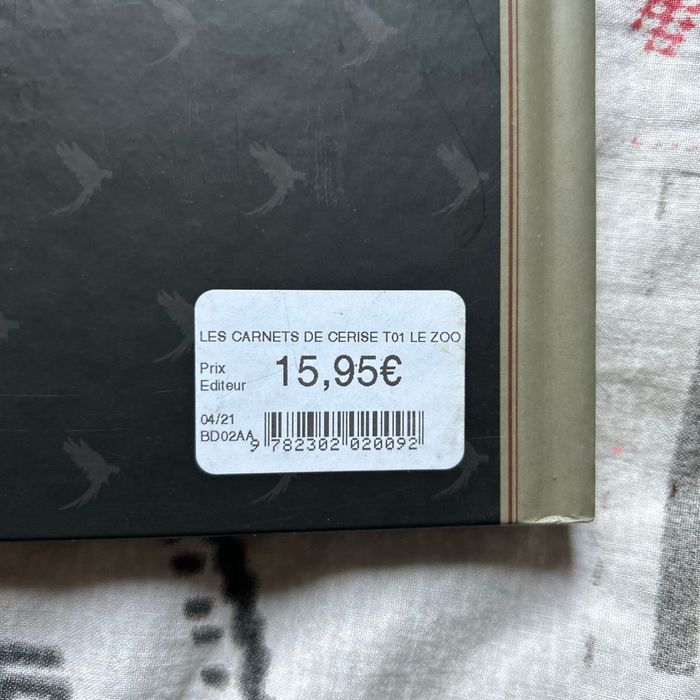 LES CARNETS DE CERISE T01 LE ZOO
Prix
Editeur
15,95€
04/21
BD02AA
9 782302 020092